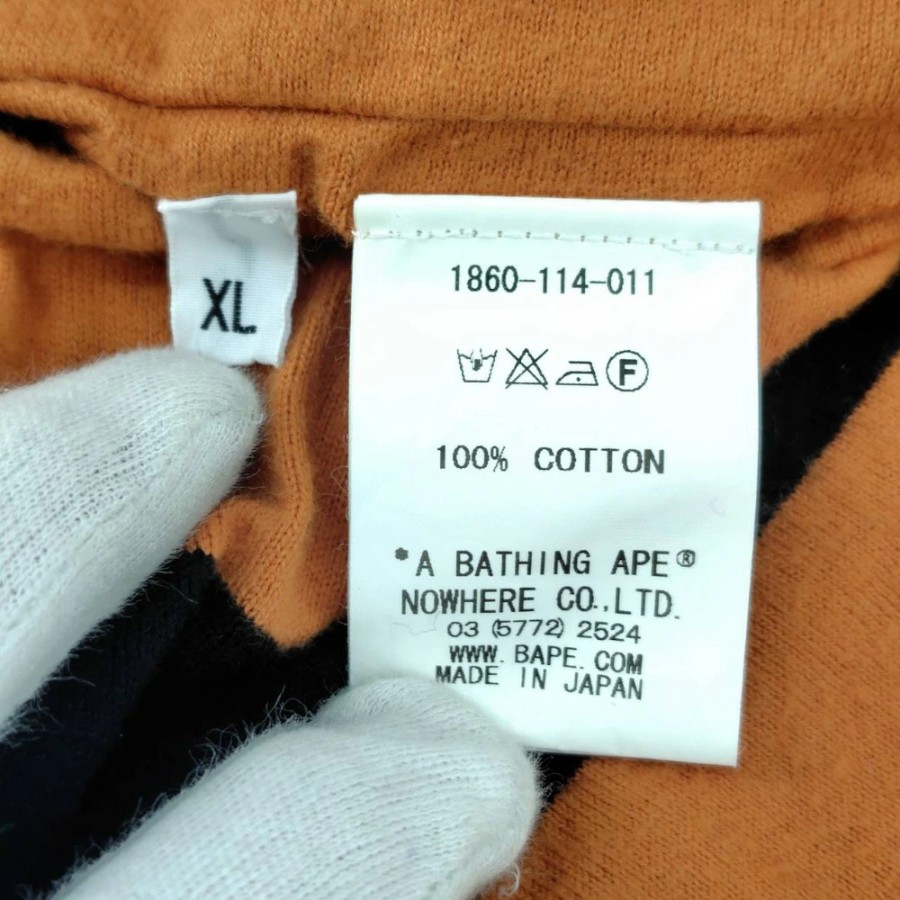 XL
1860-114-011
F
100% COTTON
*A BATHING APE®
NOWHERE CO.,LTD.
03 (5772) 2524
WWW. BAPE. COM
MADE IN JAPAN